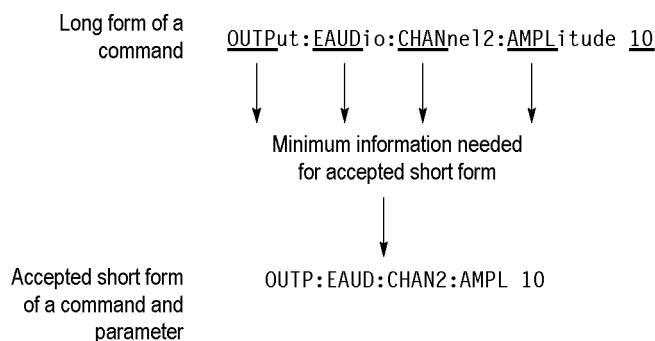 Long form of a
command
OUTPut:EAUDio:CHANnel2:AMPLitude 10
Minimum information needed
for accepted short form
Accepted short form
of a command and
parameter
OUTP:EAUD:CHAN2:AMPL 10